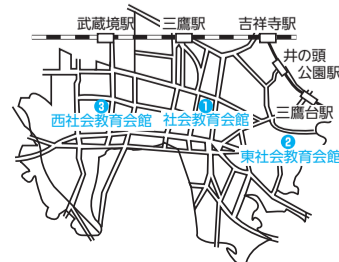 武蔵境駅
三鷹駅
吉祥寺駅
井の頭
公園駅
三鷹台駅
3
西社会教育会館
1
社会教育会館
2
東社会教育会館